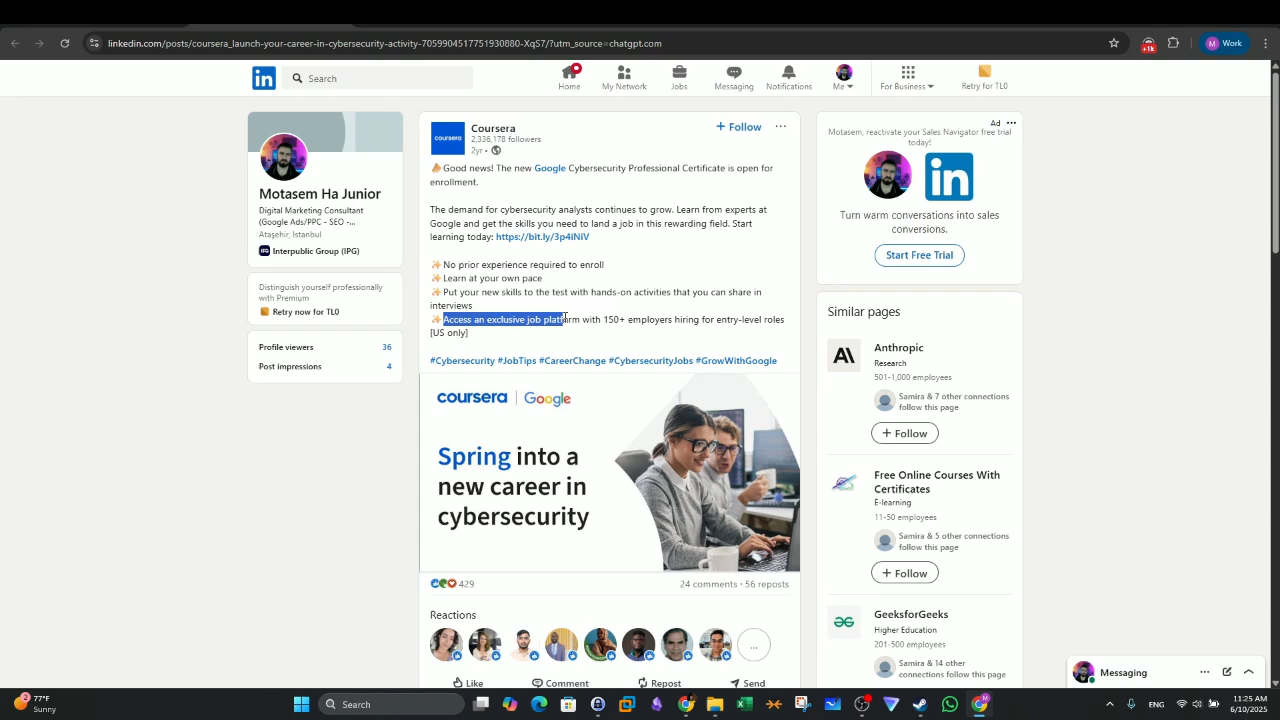 linkedin.com/posts/coursera_launch-your-career-in-cybersecurity-activity-7059904517751930880-XqS7/?utm_source=chatgpt.com
+1k
M Work
in Search
Home
My Network
Jobs
Messaging
Notifications
Me
For Business
Retry for TL0
Motasem Ha Junior
Digital Marketing Consultant
(Google Ads/PPC - SEO -...
Ataşehir, Istanbul
Interpublic Group (IPG)
Distinguish yourself professionally
with Premium
Retry now for TL0
Profile viewers 36
Post impressions 4
coursera
Coursera
2,336,178 followers
2yr •
+ Follow
Good news! The new Google Cybersecurity Professional Certificate is open for
enrollment.
The demand for cybersecurity analysts continues to grow. Learn from experts at
Google and get the skills you need to land a job in this rewarding field. Start
learning today: https://bit.ly/3p4iNiV
✨ No prior experience required to enroll
✨ Learn at your own pace
✨ Put your new skills to the test with hands-on activities that you can share in
interviews
✨ Access an exclusive job platform with 150+ employers hiring for entry-level roles
[US only]
#Cybersecurity #JobTips #CareerChange #CybersecurityJobs #GrowWithGoogle
coursera | Google
Spring into a
new career in
cybersecurity
429
24 comments • 56 reposts
Reactions
...
Like
Comment
Repost
Send
Ad
Motasem, reactivate your Sales Navigator free trial
today!
in
Turn warm conversations into sales
conversations.
Start Free Trial
Similar pages
Anthropic
Research
501-1,000 employees
Samira & 7 other connections
follow this page
+ Follow
Free Online Courses With
Certificates
E-learning
11-50 employees
Samira & 5 other connections
follow this page
+ Follow
GeeksforGeeks
Higher Education
201-500 employees
Samira & 14 other
connections follow this page
Messaging
77°F
Sunny
Search
ENG
11:25 AM
6/10/2025